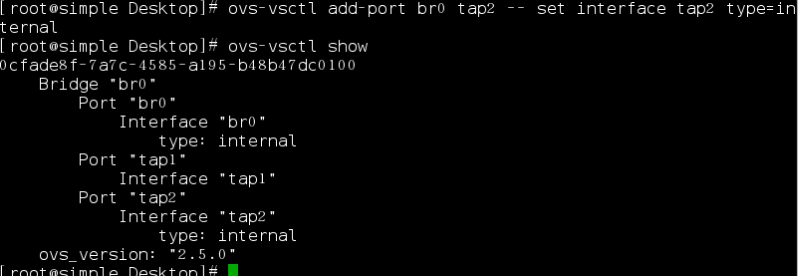 [root@simple Desktop]# ovs-vsctl add-port br0 tap2 -- set interface tap2 type=in
ternal
[root@simple Desktop]# ovs-vsctl show
0cfade8f-7a7c-4585-a195-b48b47dc0100
    Bridge "br0"
        Port "br0"
            Interface "br0"
                type: internal
        Port "tap1"
            Interface "tap1"
        Port "tap2"
            Interface "tap2"
                type: internal
    ovs_version: "2.5.0"
[root@simple Desktop]#